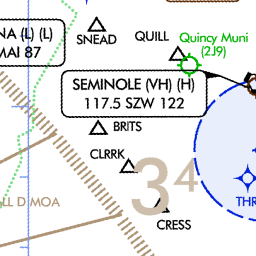 NA (L) (L)
MAI 87
SNEAD
QUILL
Quincy Muni
(2J9)
SEMINOLE (VH) (H)
117.5 SZW 122
BRITS
CLRRK
3⁴
LL D MOA
THR
CRESS